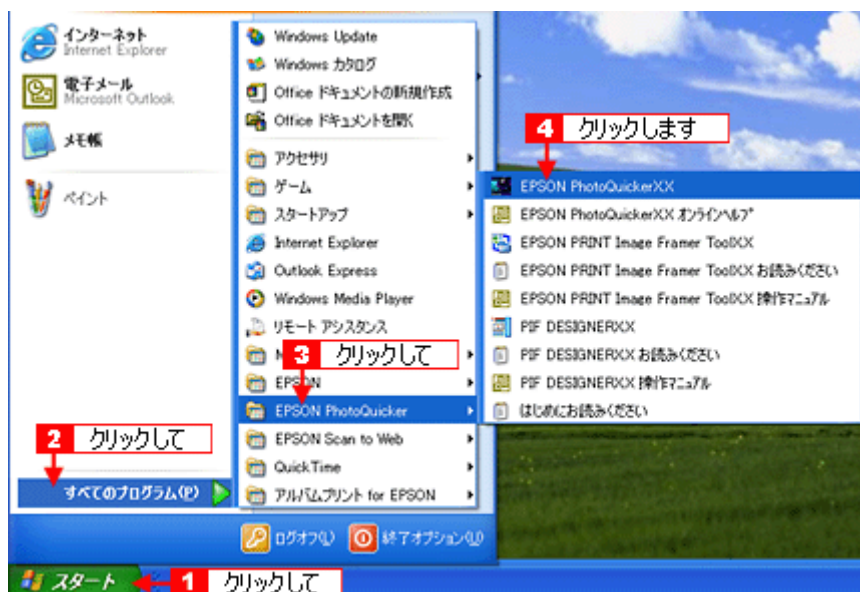 インターネット
Internet Explorer
電子メール
Microsoft Outlook
メモ帳
ペイント
2 クリックして
すべてのプログラム(P)
Windows Update
Windows カタログ
Office ドキュメントの新規作成
Office ドキュメントを開く
アクセサリ
ゲーム
スタートアップ
Internet Explorer
Outlook Express
Windows Media Player
リモート アシスタンス
3 クリックして
EPSON
EPSON PhotoQuicker
EPSON Scan to Web
QuickTime
アルバムプリント for EPSON
4 クリックします
EPSON PhotoQuickerXX
EPSON PhotoQuickerXX オンラインヘルプ
EPSON PRINT Image Framer ToolXX
EPSON PRINT Image Framer ToolXX お読みください
EPSON PRINT Image Framer ToolXX 操作マニュアル
PIF DESIGNERXX
PIF DESIGNERXX お読みください
PIF DESIGNERXX 操作マニュアル
はじめにお読みください
ログオフ(L)
終了オプション(U)
スタート
1 クリックして